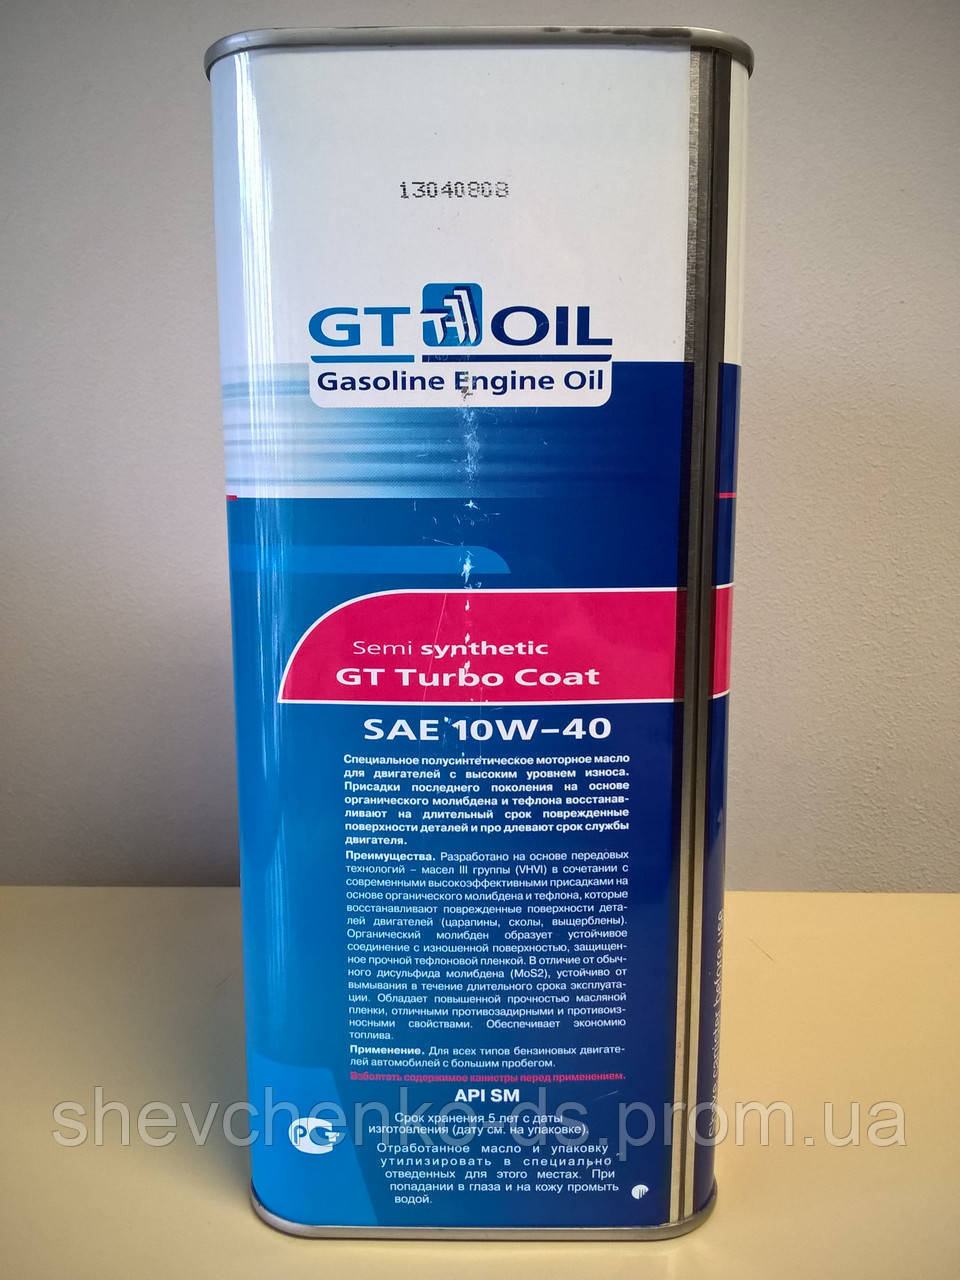 13040808
GT OIL
Gasoline Engine Oil
Semi synthetic
GT Turbo Coat
SAE 10W-40
Специальное полусинтетическое моторное масло
для двигателей с высоким уровнем износа.
Присадки последнего поколения на основе
органического молибдена и тефлона восстанав-
ливают на длительный срок поврежденные
поверхности деталей и про длевают срок службы
двигателя.
Преимущества. Разработано на основе передовых
технологий – масел III группы (VHVI) в сочетании с
современными высокоэффективными присадками на
основе органического молибдена и тефлона, которые
восстанавливают поврежденные поверхности дета-
лей двигателей (царапины, сколы, выщерблены).
Органический молибден образует устойчивое
соединение с изношенной поверхностью, защищен-
ное прочной тефлоновой пленкой. В отличие от обыч-
ного дисульфида молибдена (MoS2), устойчиво от
вымывания в течение длительного срока эксплуата-
ции. Обладает повышенной прочностью масляной
пленки, отличными противозадирными и противоиз-
носными свойствами. Обеспечивает экономию
топлива.
Применение. Для всех типов бензиновых двигате-
лей автомобилей с большим пробегом.
Взболтать содержимое канистры перед применением.
API SM
Срок хранения 5 лет с даты
изготовления (дату см. на упаковке).
Отработанное масло и упаковку
утилизировать в специально
отведенных для этого местах. При
попадании в глаза и на кожу промыть
водой.
РСТ
canister before use
shevchenko-ds.prom.ua